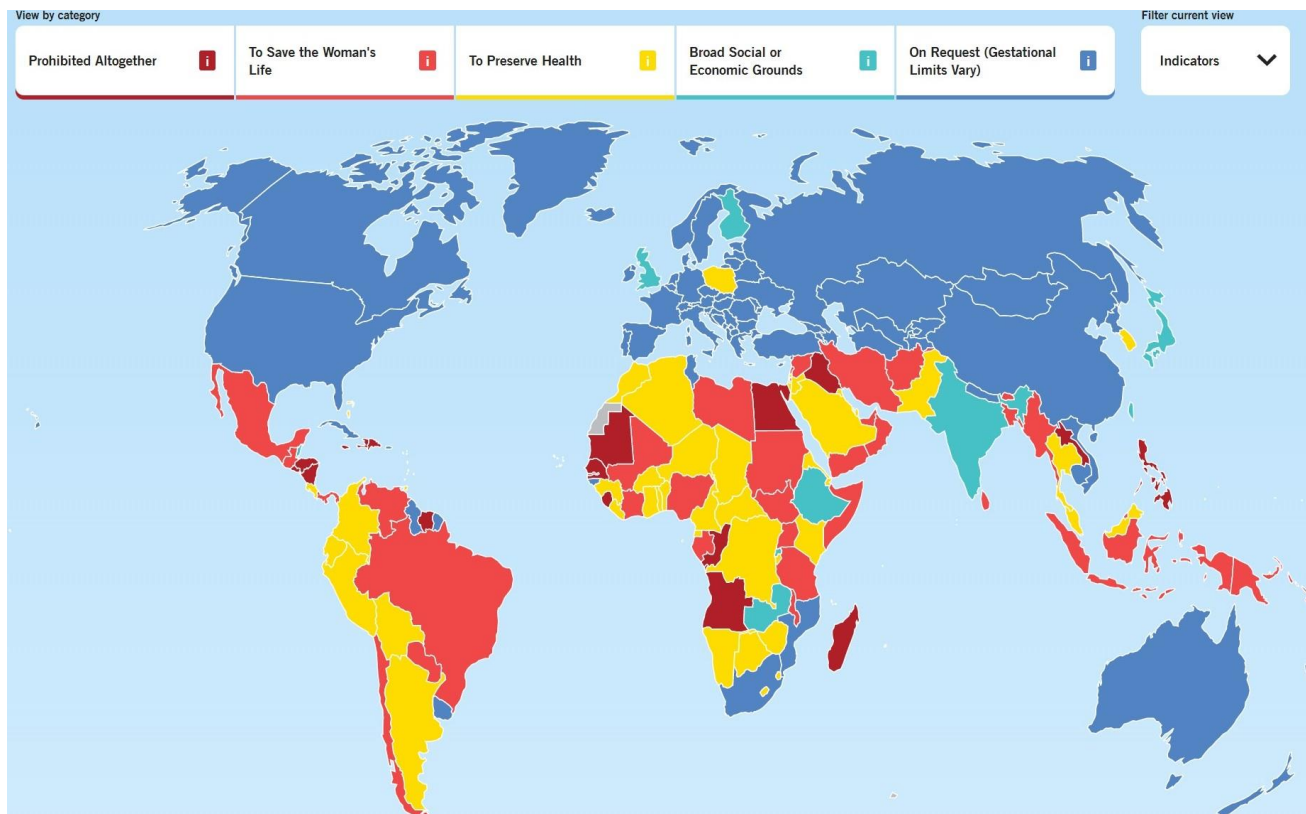 View by category
Filter current view
Prohibited Altogether i
To Save the Woman's
Life i
To Preserve Health i
Broad Social or
Economic Grounds i
On Request (Gestational
Limits Vary) i
Indicators